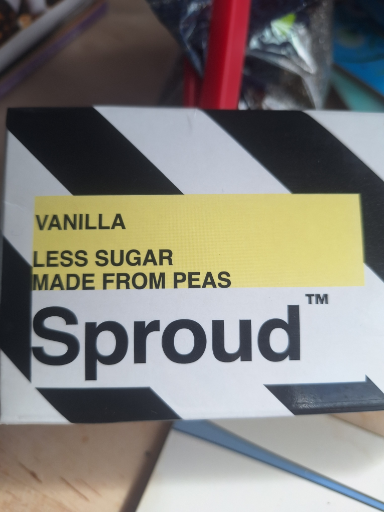 VANILLA
LESS SUGAR
MADE FROM PEAS
Sproud™